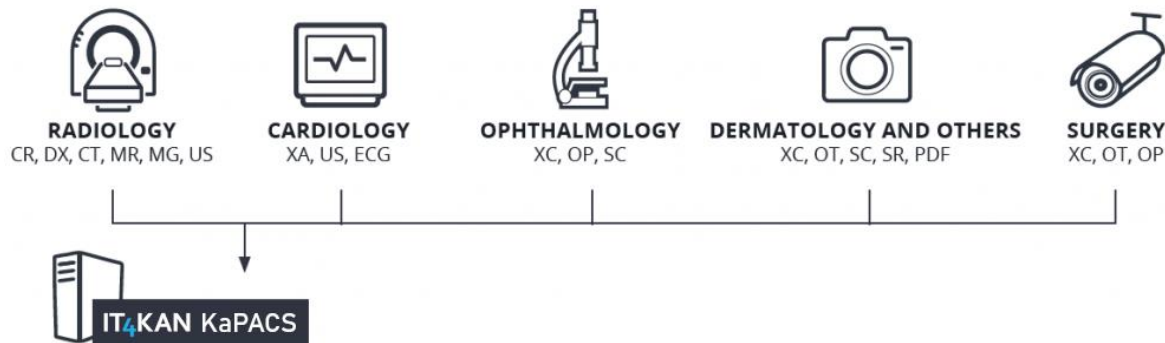 RADIOLOGY
CR, DX, CT, MR, MG, US
CARDIOLOGY
XA, US, ECG
OPHTHALMOLOGY
XC, OP, SC
DERMATOLOGY AND OTHERS
XC, OT, SC, SR, PDF
SURGERY
XC, OT, OP
IT4KAN KaPACS